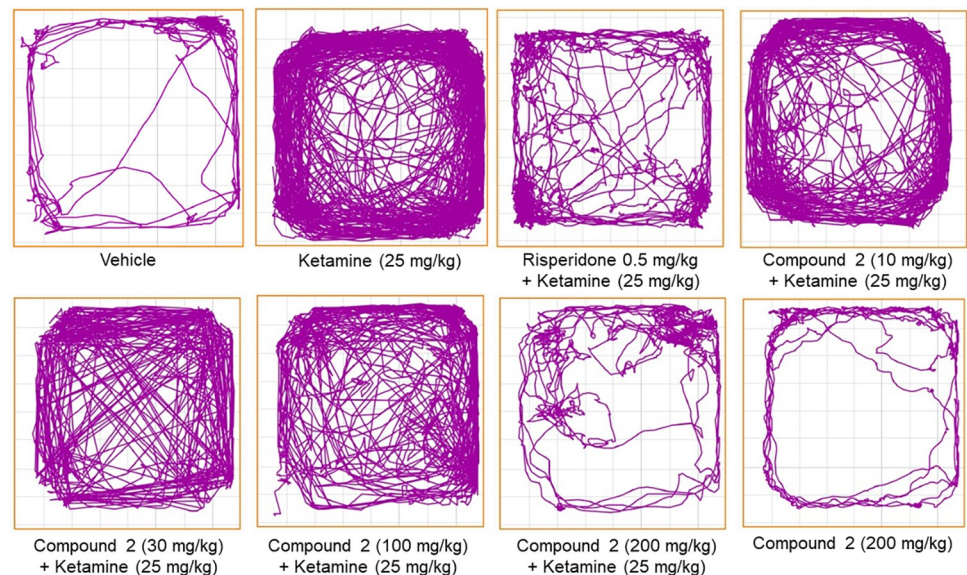 Vehicle
Ketamine (25 mg/kg)
Risperidone 0.5 mg/kg
+ Ketamine (25 mg/kg)
Compound 2 (10 mg/kg)
+ Ketamine (25 mg/kg)
Compound 2 (30 mg/kg)
+ Ketamine (25 mg/kg)
Compound 2 (100 mg/kg)
+ Ketamine (25 mg/kg)
Compound 2 (200 mg/kg)
+ Ketamine (25 mg/kg)
Compound 2 (200 mg/kg)